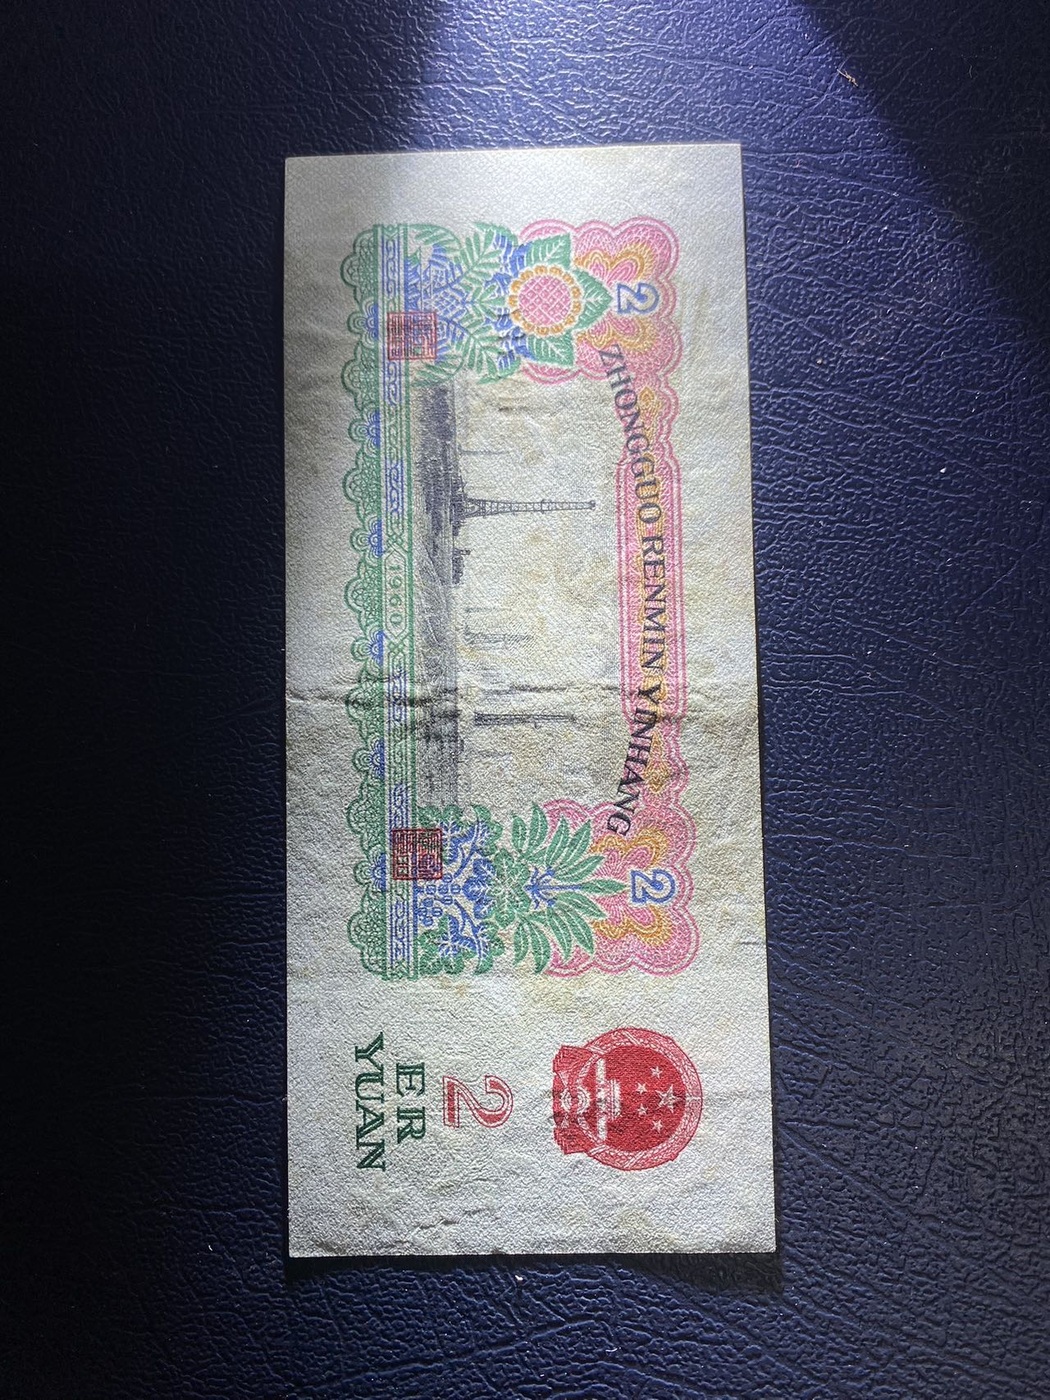 ZHONGGUO RENMIN YINHANG
2
2
1960
2
ER
YUAN